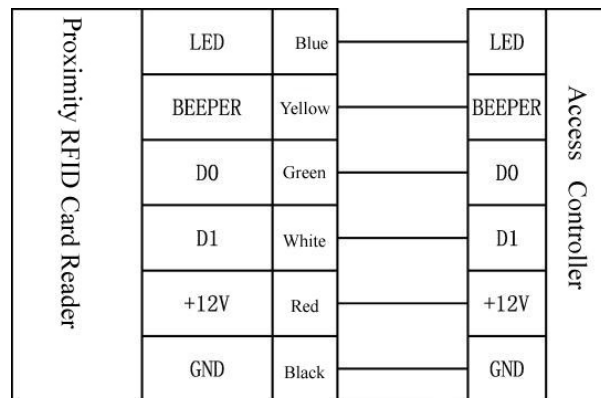 Proximity RFID Card Reader
LED Blue LED
BEEPER Yellow BEEPER
D0 Green D0
D1 White D1
+12V Red +12V
GND Black GND
Access Controller